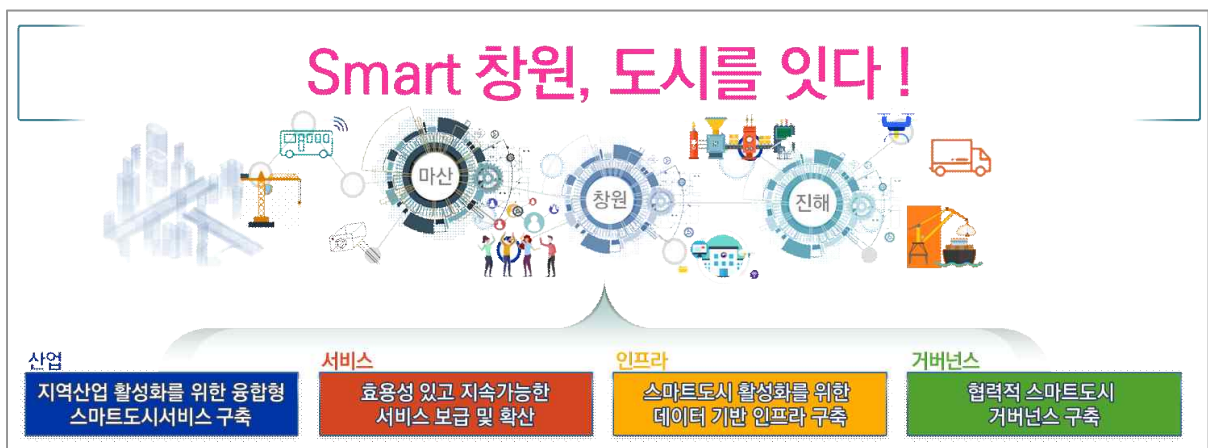 Smart 창원, 도시를 잇다 !
마산
창원
진해
산업
지역산업 활성화를 위한 융합형
스마트도시서비스 구축
서비스
효용성 있고 지속가능한
서비스 보급 및 확산
인프라
스마트도시 활성화를 위한
데이터 기반 인프라 구축
거버넌스
협력적 스마트도시
거버넌스 구축